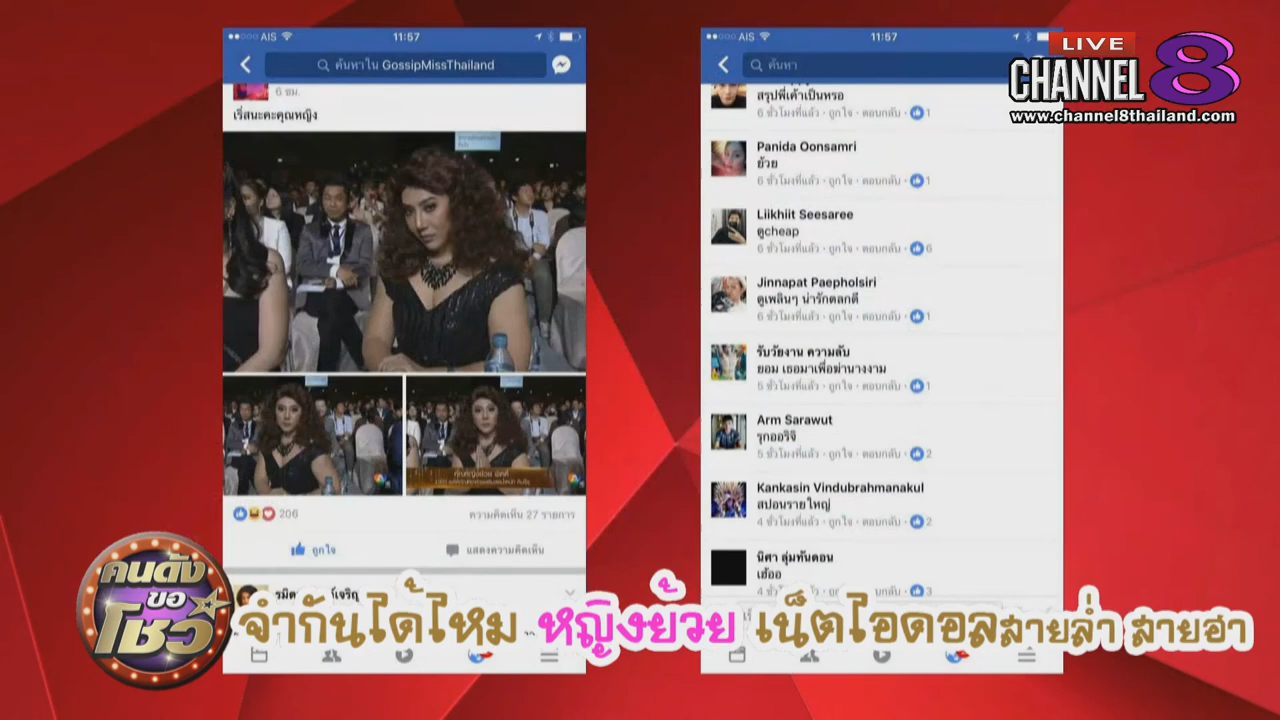 AIS
11:57
ค้นหาใน GossipMissThailand
6 ชม.
เริ่สนะคะคุณหญิง
206
ความคิดเห็น 27 รายการ
ถูกใจ
แสดงความคิดเห็น
AIS
11:57
ค้นหา
สรุปพี่เค้าเป็นหรอ
6 ชั่วโมงที่แล้ว · ถูกใจ · ตอบกลับ · 1
Panida Oonsamri
ย้วย
6 ชั่วโมงที่แล้ว · ถูกใจ · ตอบกลับ · 1
Liikhiit Seesaree
ดูcheap
6 ชั่วโมงที่แล้ว · ถูกใจ · ตอบกลับ · 6
Jinnapat Paepholsiri
ดูเพลินๆ น่ารักตลกดี
6 ชั่วโมงที่แล้ว · ถูกใจ · ตอบกลับ · 1
รับวัยงาน ความลับ
ยอม เธอมาเพื่อฆ่านางงาม
5 ชั่วโมงที่แล้ว · ถูกใจ · ตอบกลับ · 1
Arm Sarawut
รุกออริจิ
5 ชั่วโมงที่แล้ว · ถูกใจ · ตอบกลับ · 2
Kankasin Vindubrahmanakul
สปอนรายใหญ่
4 ชั่วโมงที่แล้ว · ถูกใจ · ตอบกลับ · 2
นิศา ลุ่มทันดอน
เฮ้ออ
4 ชั่วโมงที่แล้ว
3
LIVE
CHANNEL 8
www.channel8thailand.com
คนดัง
ขอ
โชว์
จำกันได้ไหม หญิงย้วย เน็ตไอดอลสายล่ำ สายฮา